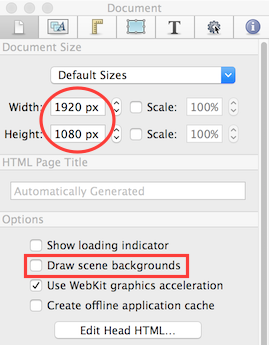 Document
Document Size
Default Sizes
Width: 1920 px Scale: 100%
Height: 1080 px Scale: 100%
HTML Page Title
Automatically Generated
Options
Show loading indicator
Draw scene backgrounds
Use WebKit graphics acceleration
Create offline application cache
Edit Head HTML...